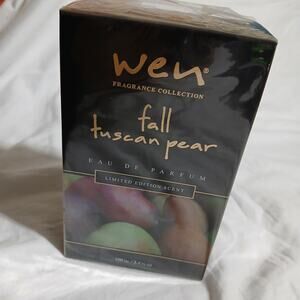 wen®
FRAGRANCE COLLECTION
fall
tuscan pear
EAU DE PARFUM
LIMITED EDITION SCENT